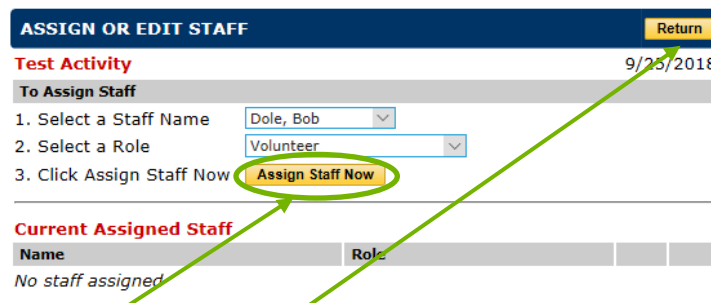 ASSIGN OR EDIT STAFF Return
Test Activity 9/25/2018
To Assign Staff
1. Select a Staff Name Dole, Bob
2. Select a Role Volunteer
3. Click Assign Staff Now Assign Staff Now
Current Assigned Staff
Name Role
No staff assigned